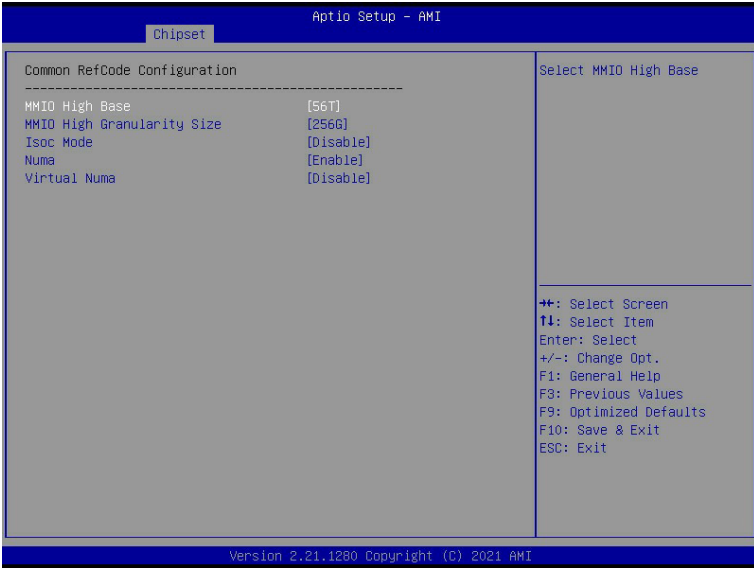 Aptio Setup – AMI
Chipset
Common RefCode Configuration
--------------------------------------------------
MMIO High Base [56T]
MMIO High Granularity Size [256G]
Isoc Mode [Disable]
Numa [Enable]
Virtual Numa [Disable]
Select MMIO High Base
→←: Select Screen
↑↓: Select Item
Enter: Select
+/-: Change Opt.
F1: General Help
F3: Previous Values
F9: Optimized Defaults
F10: Save & Exit
ESC: Exit
Version 2.21.1280 Copyright (C) 2021 AMI